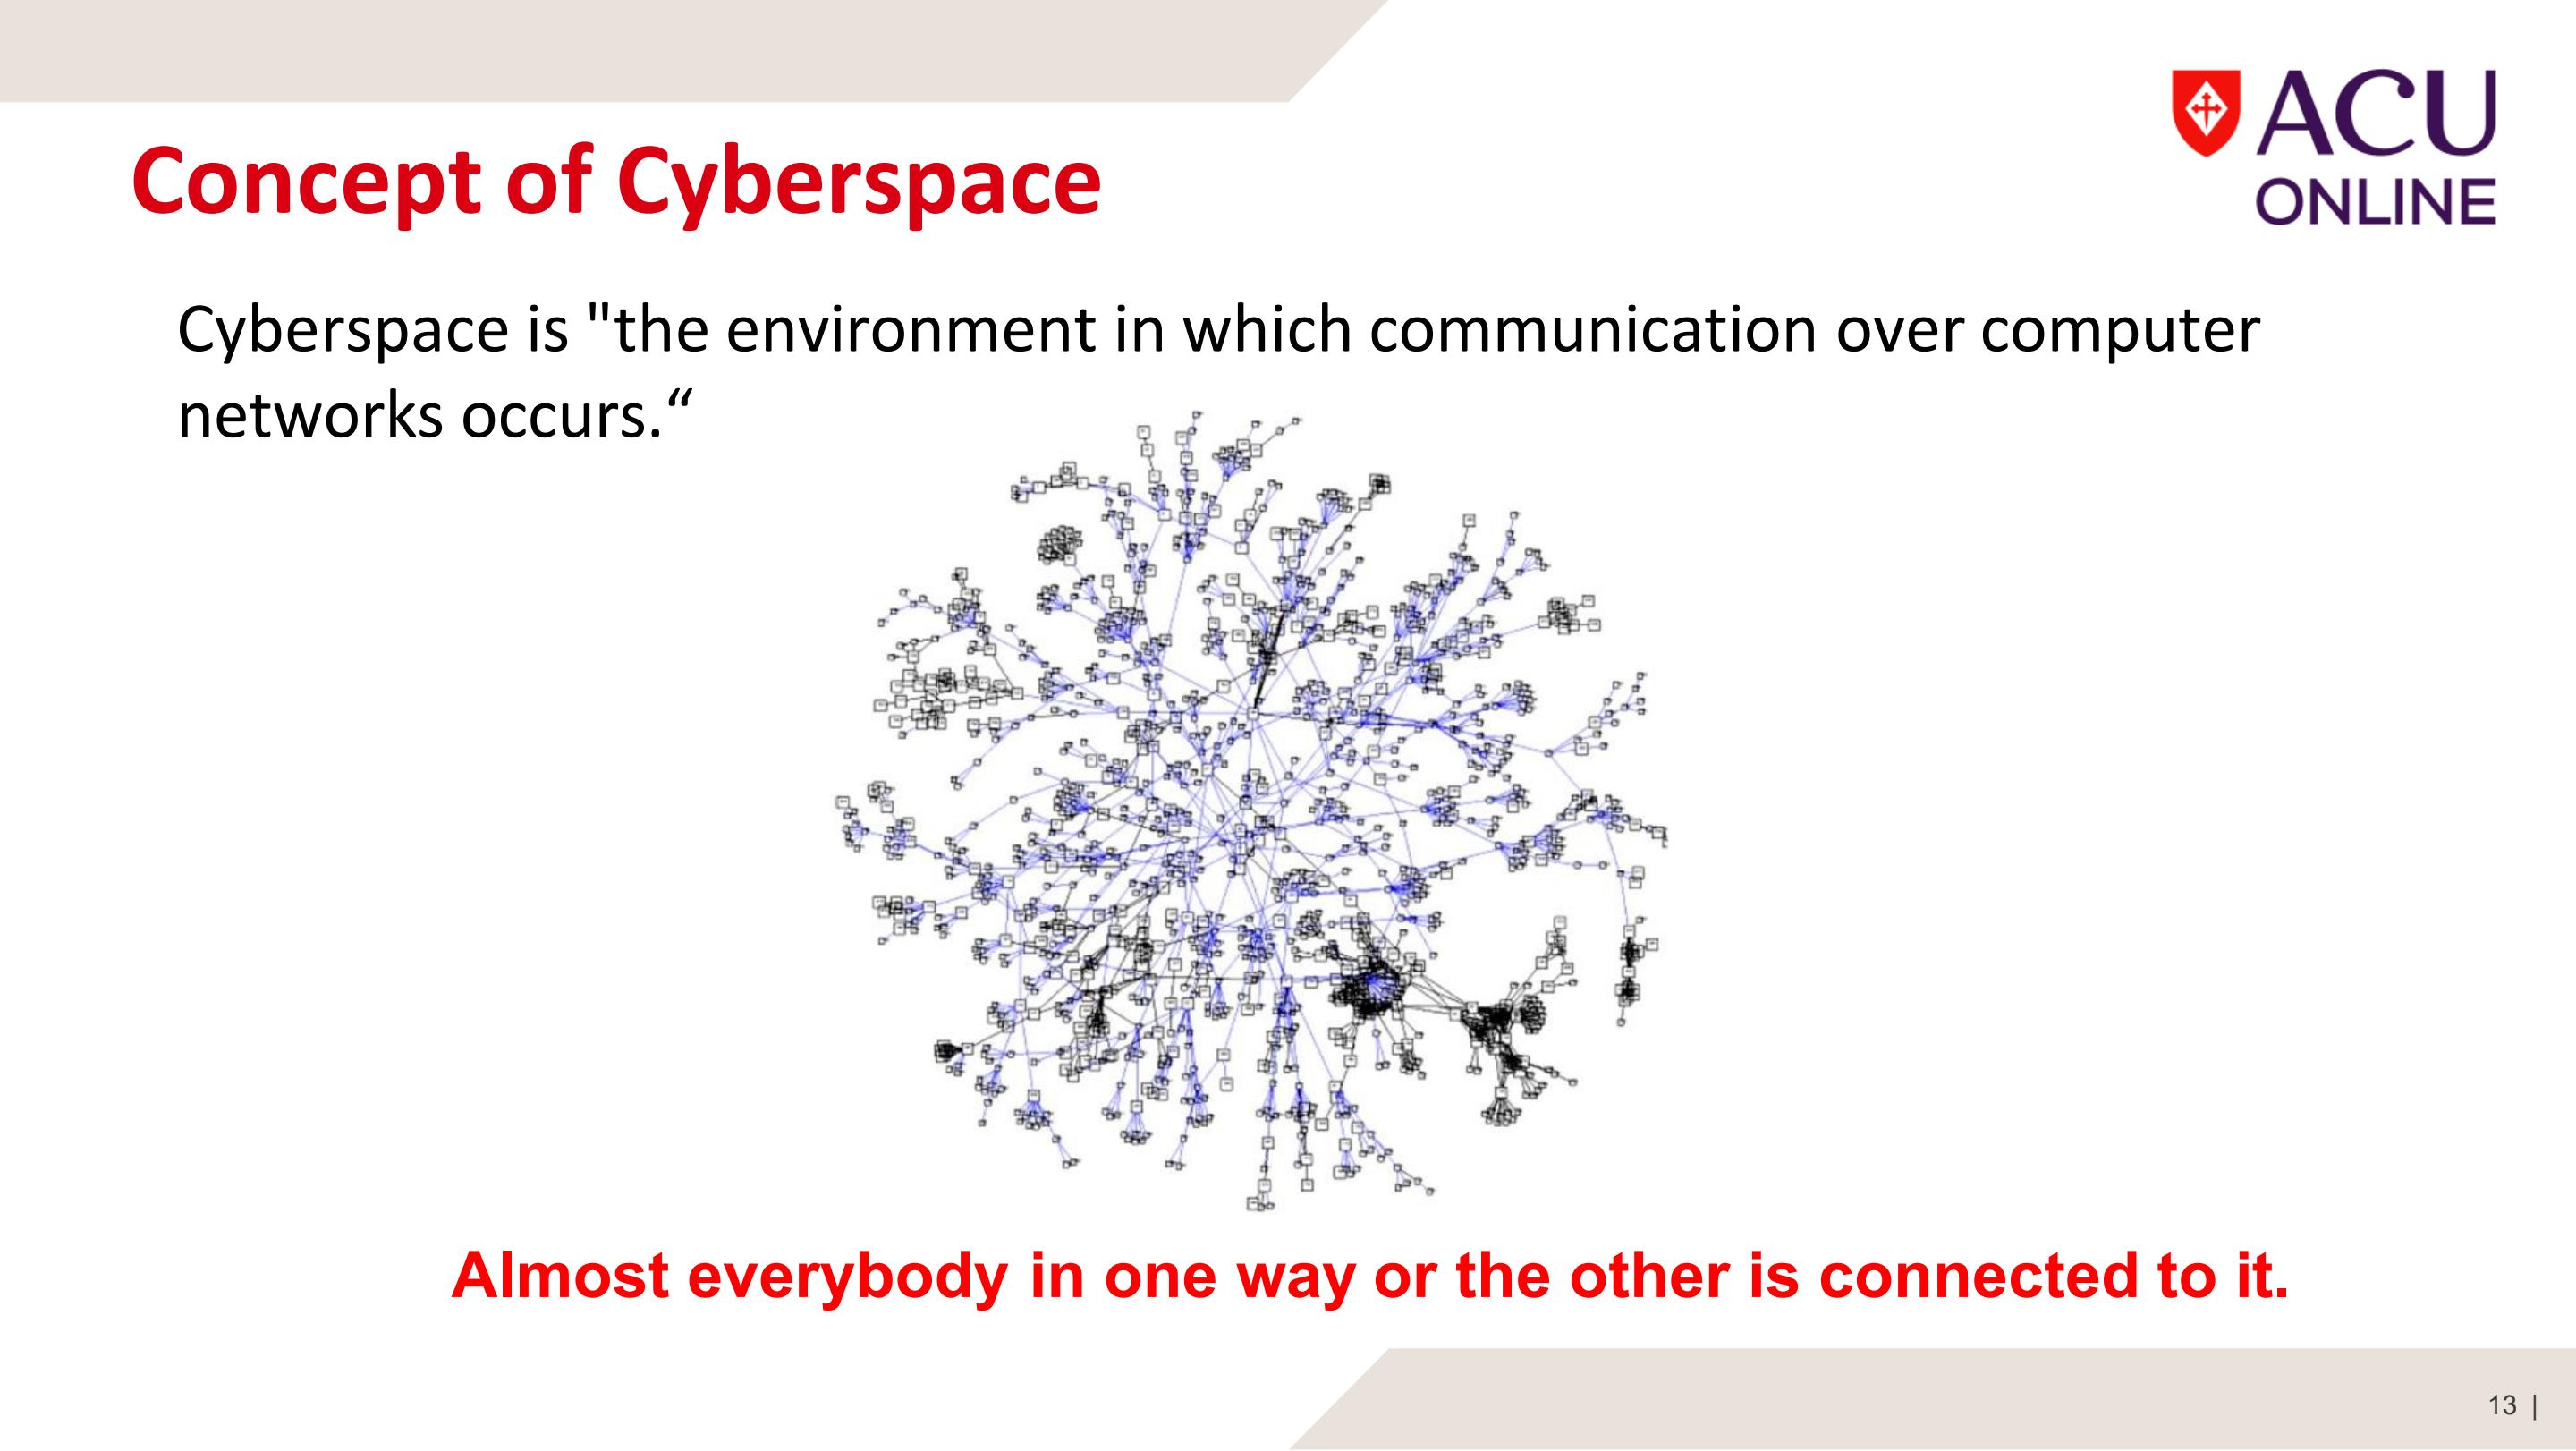 ACU
ONLINE
Concept of Cyberspace
Cyberspace is "the environment in which communication over computer
networks occurs.“
Almost everybody in one way or the other is connected to it.
13 |